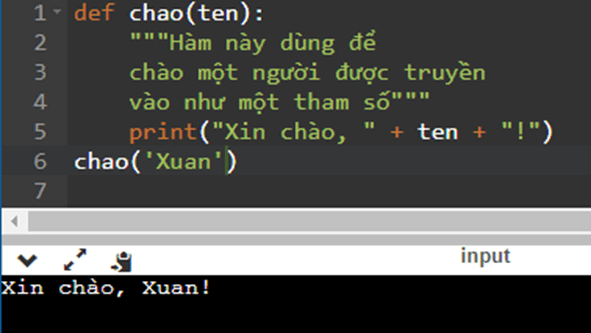 1 def chao(ten):
2 """Hàm này dùng để
3 chào một người được truyền
4 vào như một tham số"""
5 print("Xin chào, " + ten + "!")
6 chao('Xuan')
7
input
Xin chào, Xuan!